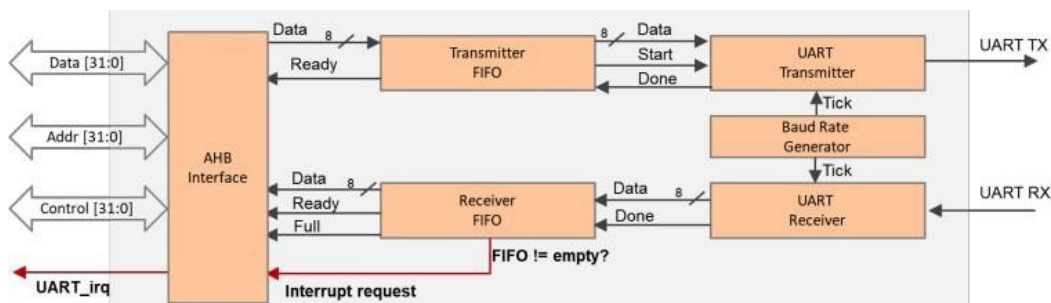 Data
8
Transmitter
FIFO
8
Data
Start
Done
Ready
UART
Transmitter
UART TX
Data [31:0]
Tick
Addr [31:0]
AHB
Interface
Baud Rate
Generator
Tick
Control [31:0]
Data
8
Ready
Full
Receiver
FIFO
Data
8
Done
UART
Receiver
UART RX
FIFO != empty?
UART_irq
Interrupt request